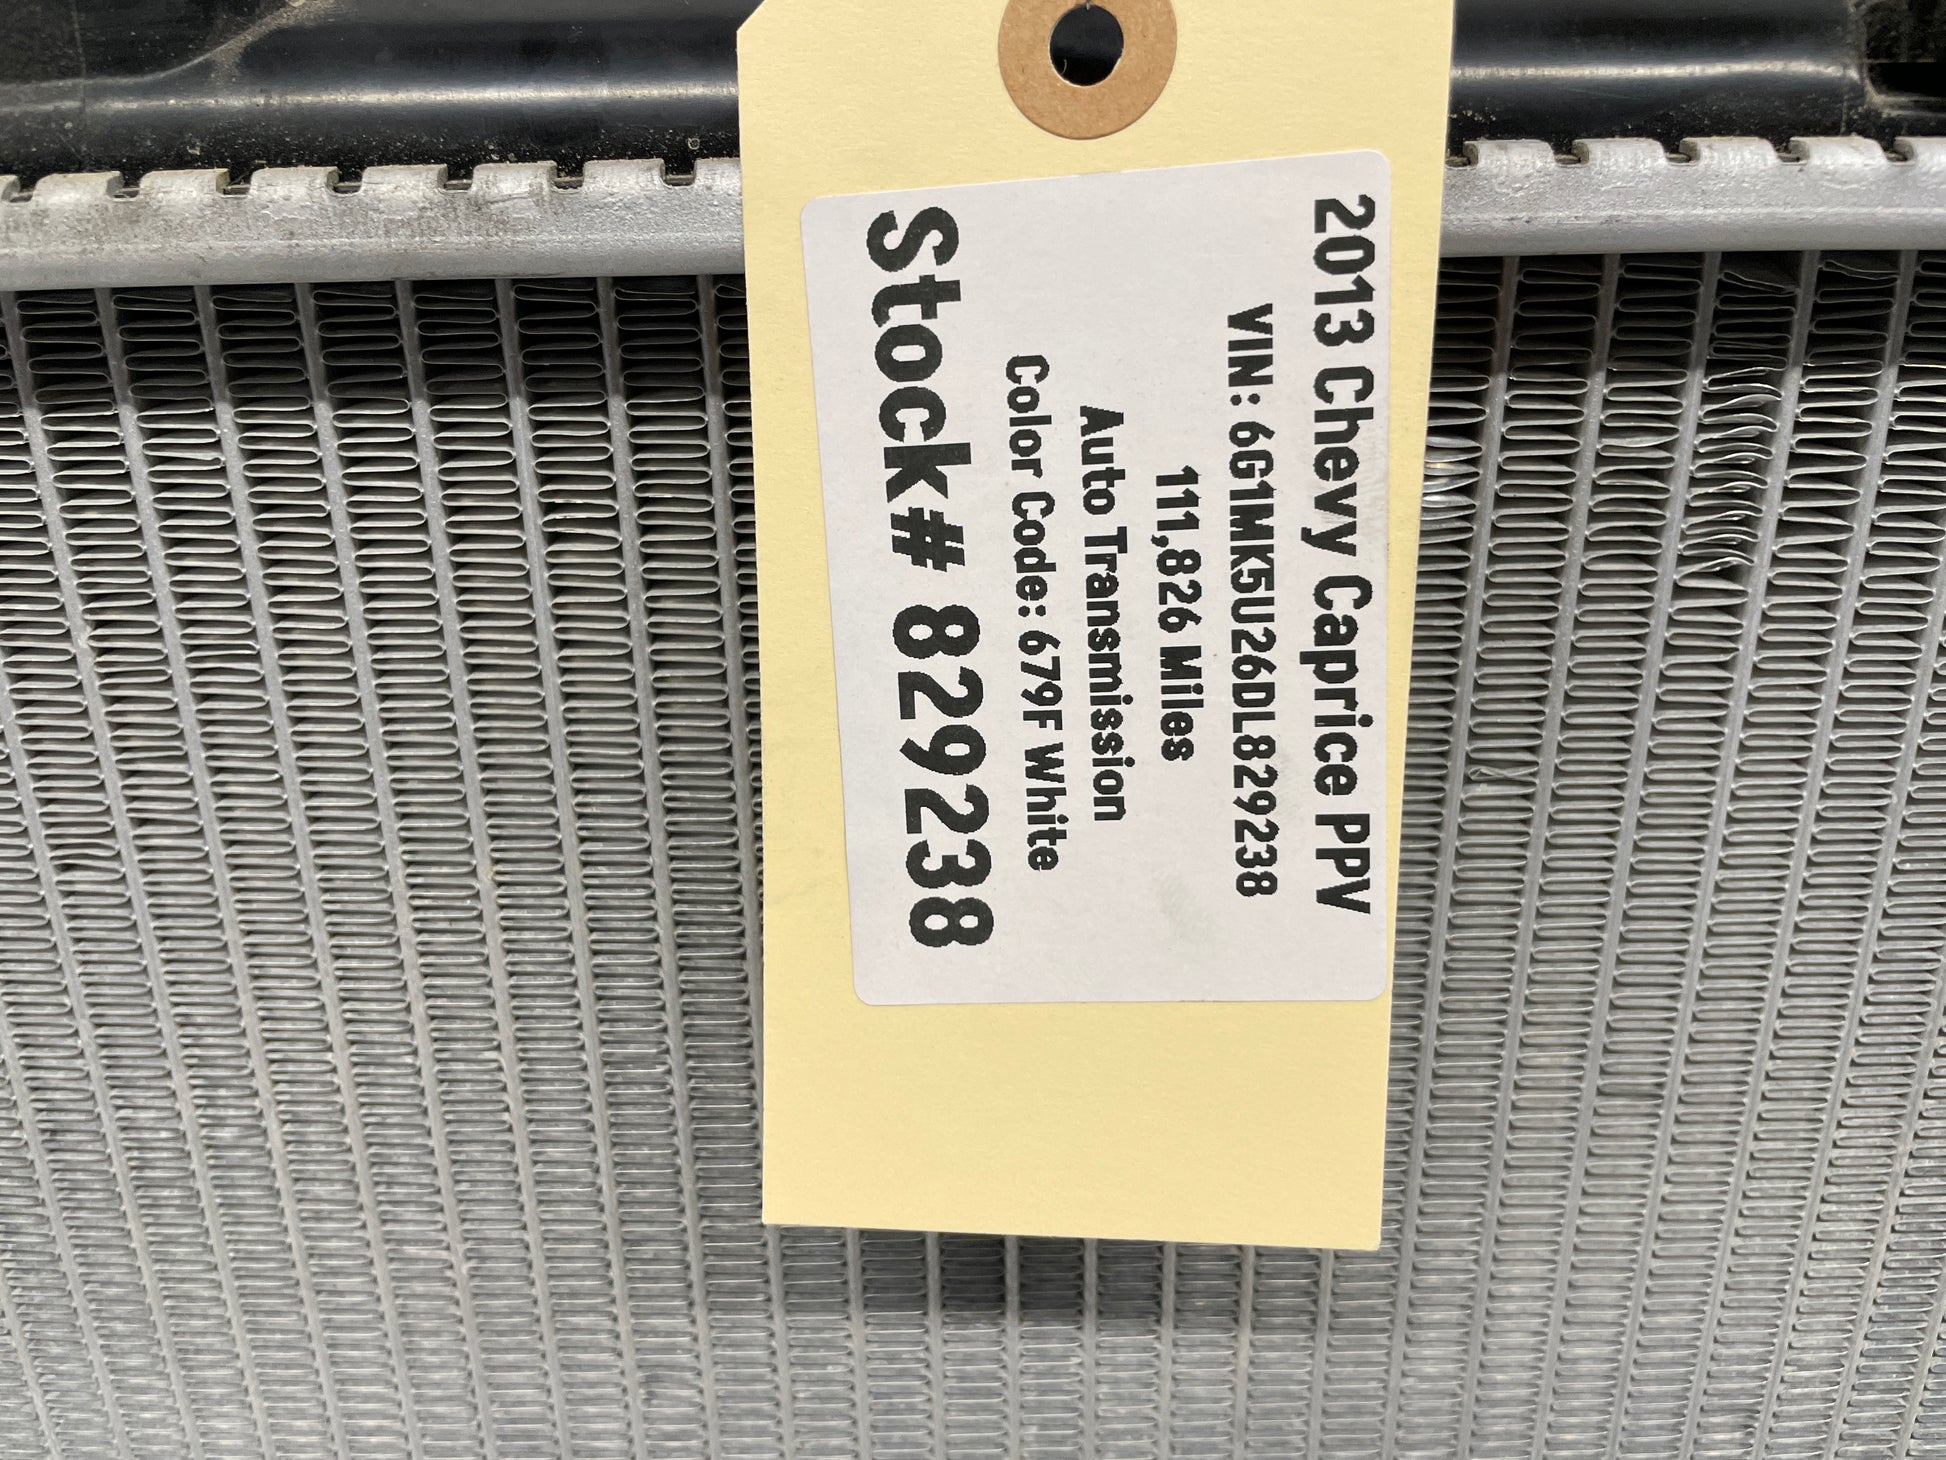 2013 Chevy Caprice PPV
VIN: 6G1MK5U26DL829238
111,826 Miles
Auto Transmission
Color Code: 679F White
Stock# 829238